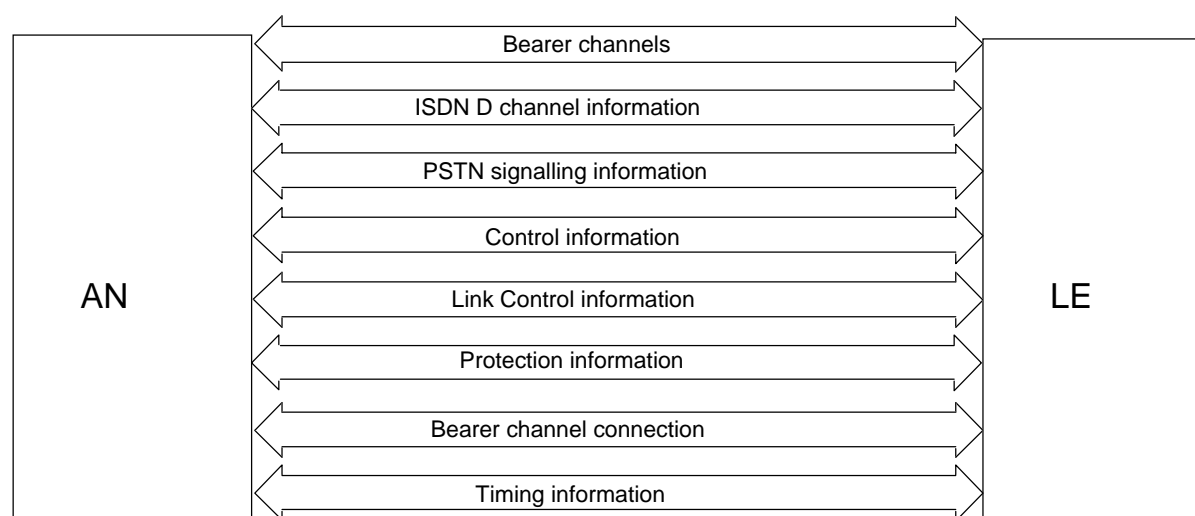 Bearer channels
ISDN D channel information
PSTN signalling information
Control information
AN
Link Control information
LE
Protection information
Bearer channel connection
Timing information